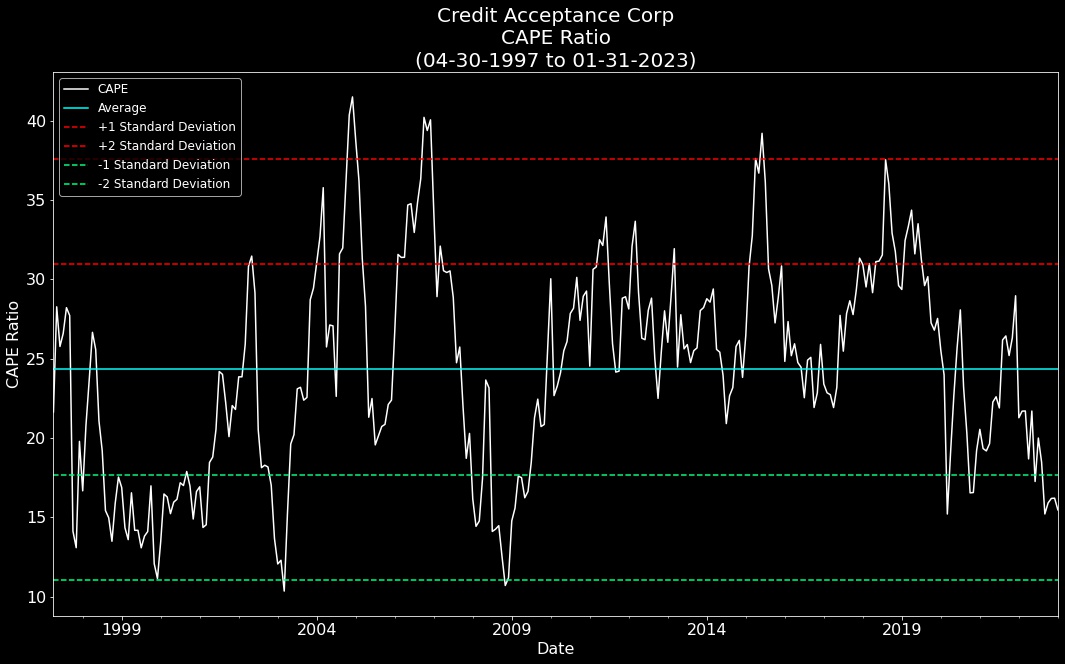 Credit Acceptance Corp
CAPE Ratio
(04-30-1997 to 01-31-2023)
CAPE
Average
+1 Standard Deviation
+2 Standard Deviation
-1 Standard Deviation
-2 Standard Deviation
40
35
30
25
20
15
10
CAPE Ratio
1999 2004 2009 2014 2019
Date